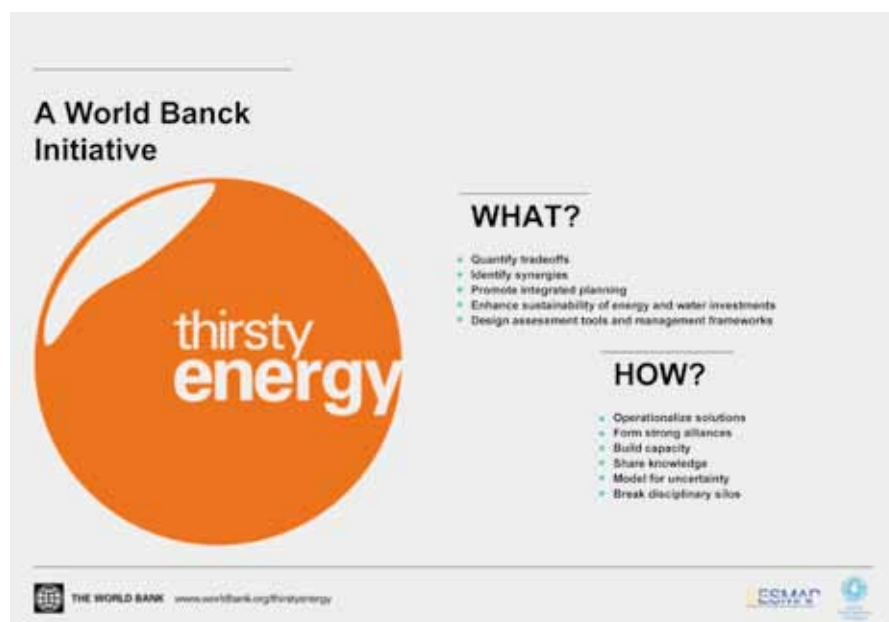 A World Banck
Initiative
thirsty
energy
WHAT?
Quantify tradeoffs
Identify synergies
Promote integrated planning
Enhance sustainability of energy and water investments
Design assessment tools and management frameworks
HOW?
Operationalize solutions
Form strong alliances
Build capacity
Share knowledge
Model for uncertainty
Break disciplinary silos
THE WORLD BANK www.worldbank.org/thirstyenergy
ESMAP